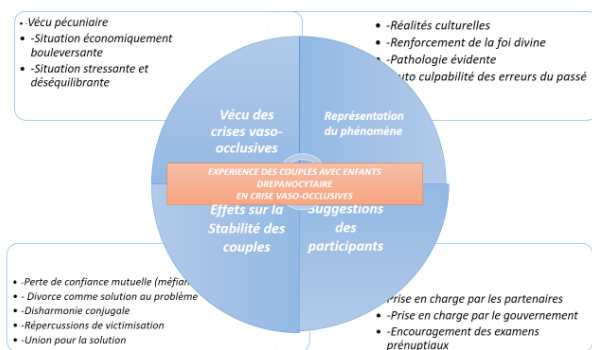 -Vécu pécuniaire
-Situation économiquement
bouleversante
-Situation stressante et
déséquilibrante
-Réalités culturelles
-Renforcement de la foi divine
-Pathologie évidente
culpabilité des erreurs du passé
Vécu des
crises vaso-
occlusives
Représentation
du phénomène
EXPERIENCE DES COUPLES AVEC ENFANTS
DREPANOCYTAIRE
EN CRISE VASO-OCCLUSIVES
Effets sur la
Stabilité des
couples
Suggestions
des
participants
-Perte de confiance mutuelle
- Divorce comme solution au problème
-Disharmonie conjugale
-Répercussions de victimisation
-Union pour la solution
Prise en charge par les partenaires
-Prise en charge par le gouvernement
-Encouragement des examens
prénuptiaux